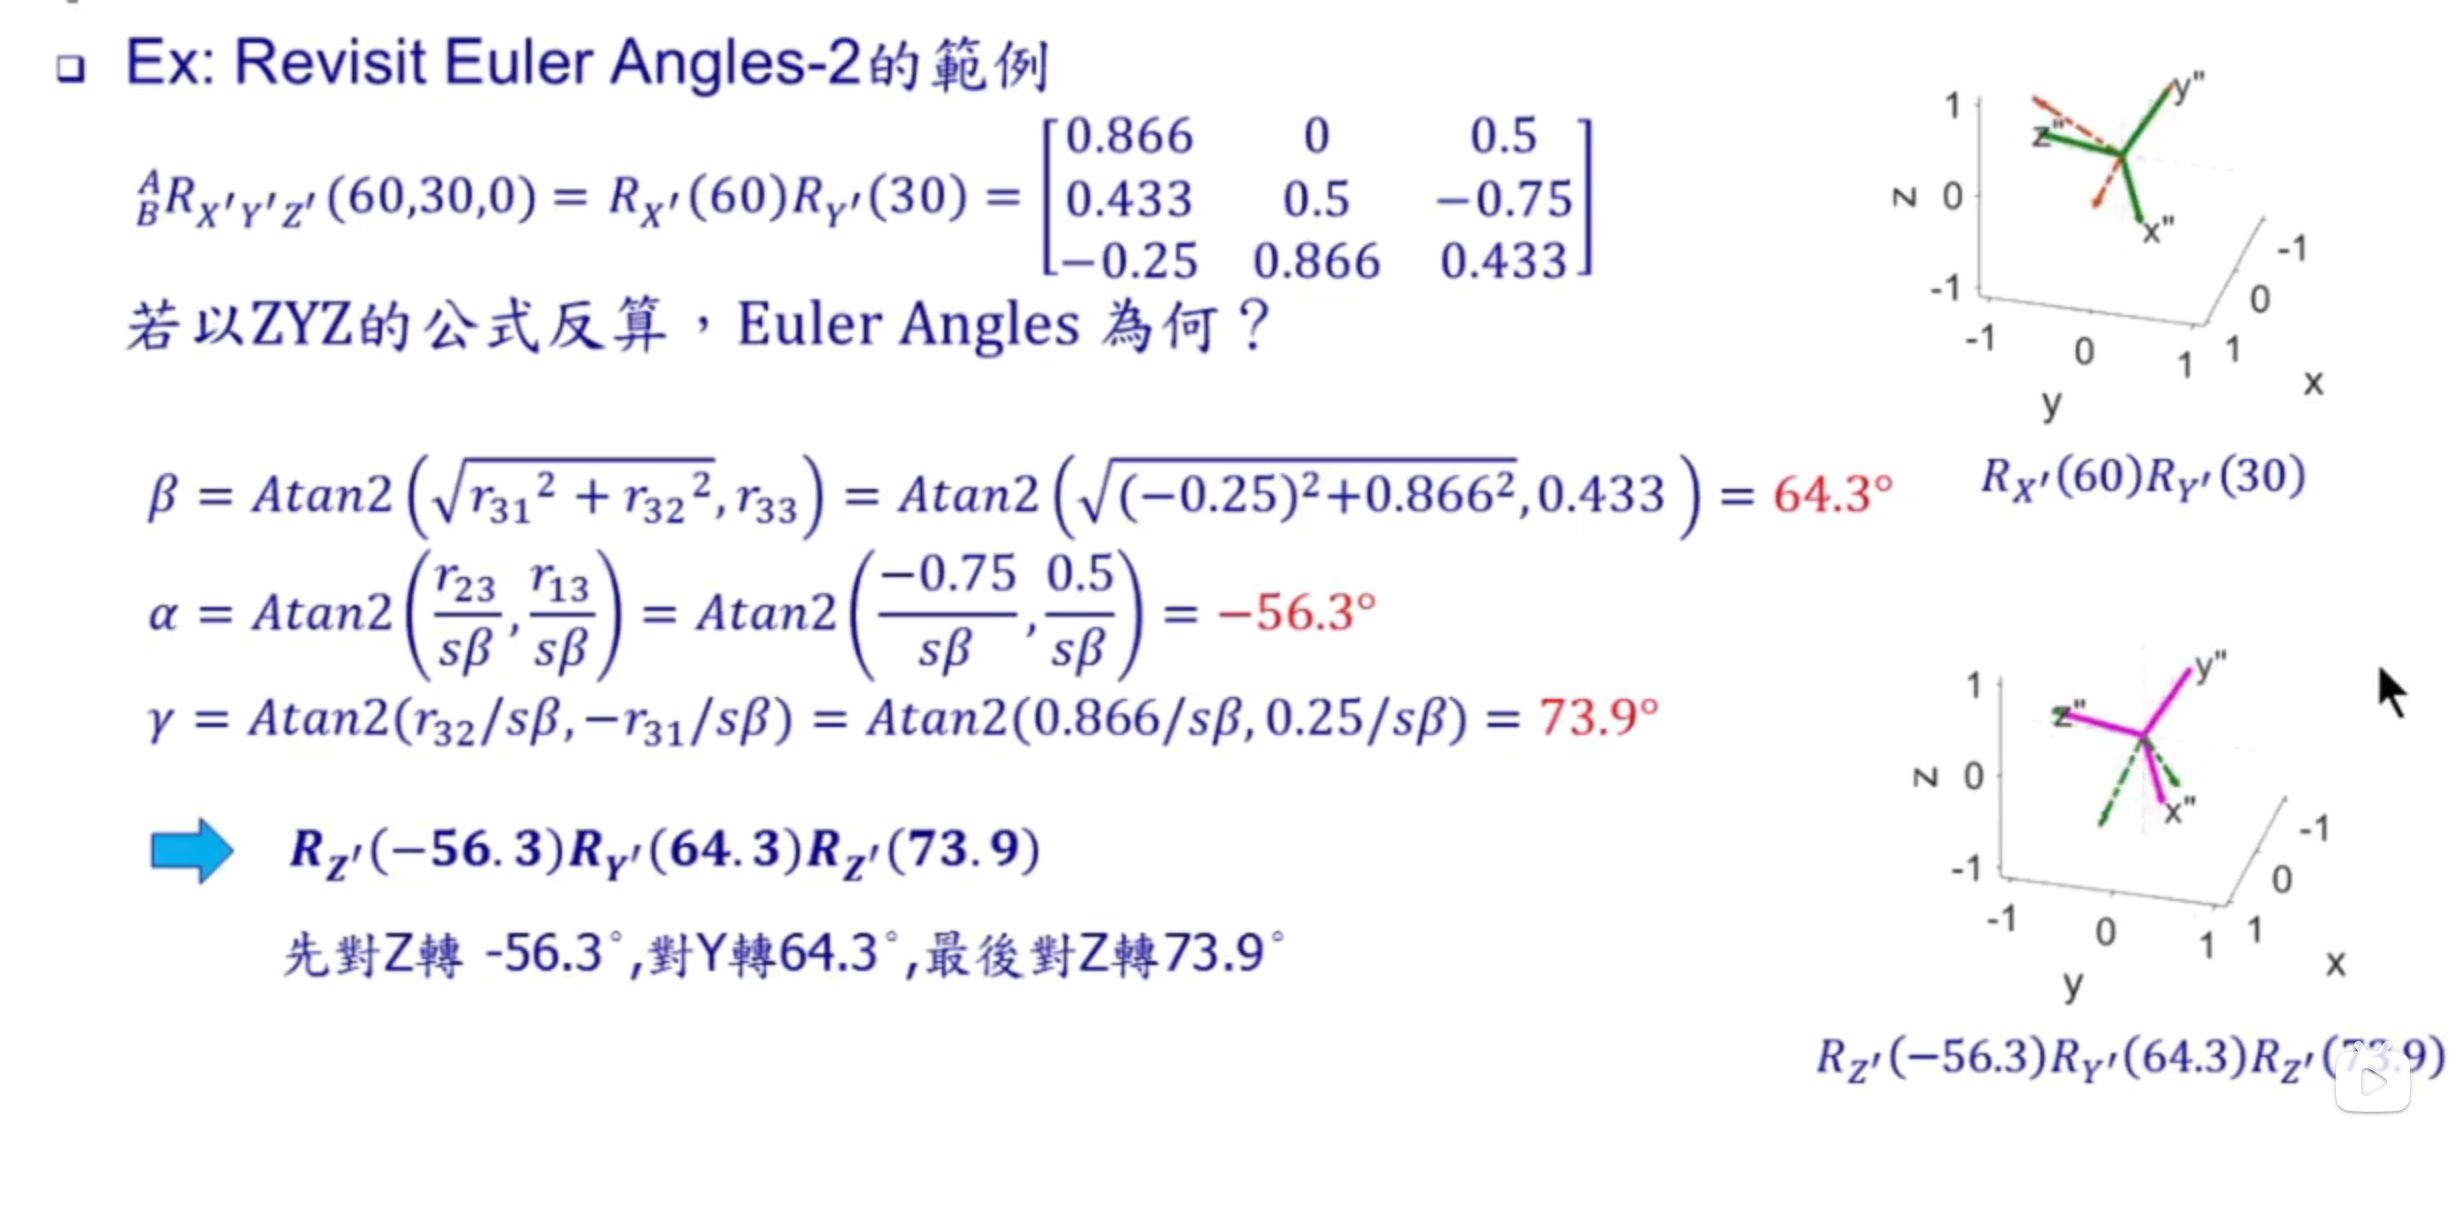 ❑ Ex: Revisit Euler Angles-2的範例
$^A_B R_{X'Y'Z'}(60,30,0) = R_{X'}(60)R_{Y'}(30) = \begin{bmatrix} 0.866 & 0 & 0.5 \\ 0.433 & 0.5 & -0.75 \\ -0.25 & 0.866 & 0.433 \end{bmatrix}$
若以ZYZ的公式反算，Euler Angles 為何？
$\beta = Atan2\left(\sqrt{{r_{31}}^2 + {r_{32}}^2}, r_{33}\right) = Atan2\left(\sqrt{(-0.25)^2+0.866^2}, 0.433\right) = 64.3°$
$\alpha = Atan2\left(\frac{r_{23}}{s\beta}, \frac{r_{13}}{s\beta}\right) = Atan2\left(\frac{-0.75}{s\beta}, \frac{0.5}{s\beta}\right) = -56.3°$
$\gamma = Atan2(r_{32}/s\beta, -r_{31}/s\beta) = Atan2(0.866/s\beta, 0.25/s\beta) = 73.9°$
$R_{Z'}(-56.3)R_{Y'}(64.3)R_{Z'}(73.9)$
先對Z轉 -56.3°,對Y轉64.3°,最後對Z轉73.9°
y"
z"
x"
1
z 0
-1
-1 0 1
y
1 0 -1
x
$R_{X'}(60)R_{Y'}(30)$
y"
z"
x"
1
z 0
-1
-1 0 1
y
1 0 -1
x
$R_{Z'}(-56.3)R_{Y'}(64.3)R_{Z'}(73.9)$